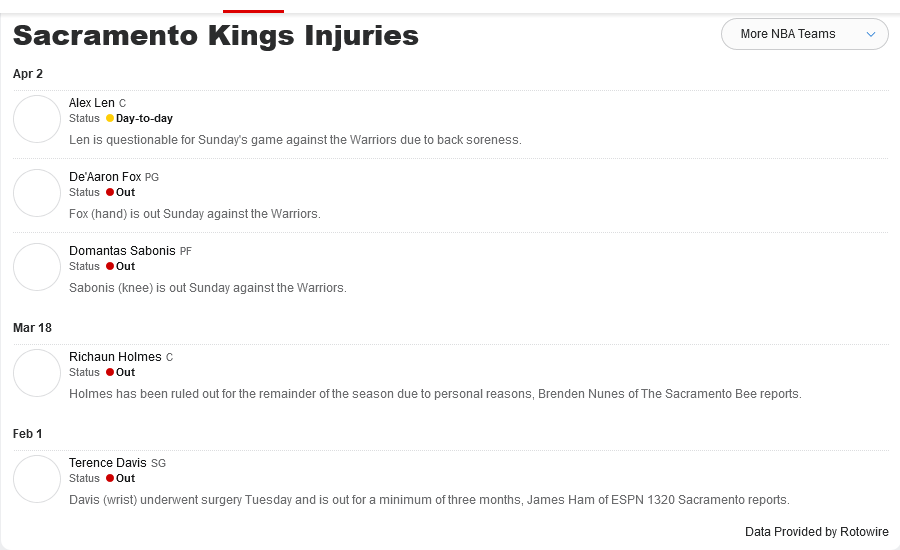 Sacramento Kings Injuries
More NBA Teams
Apr 2
Alex Len C
Status Day-to-day
Len is questionable for Sunday's game against the Warriors due to back soreness.
De'Aaron Fox PG
Status Out
Fox (hand) is out Sunday against the Warriors.
Domantas Sabonis PF
Status Out
Sabonis (knee) is out Sunday against the Warriors.
Mar 18
Richaun Holmes C
Status Out
Holmes has been ruled out for the remainder of the season due to personal reasons, Brenden Nunes of The Sacramento Bee reports.
Feb 1
Terence Davis SG
Status Out
Davis (wrist) underwent surgery Tuesday and is out for a minimum of three months, James Ham of ESPN 1320 Sacramento reports.
Data Provided by Rotowire